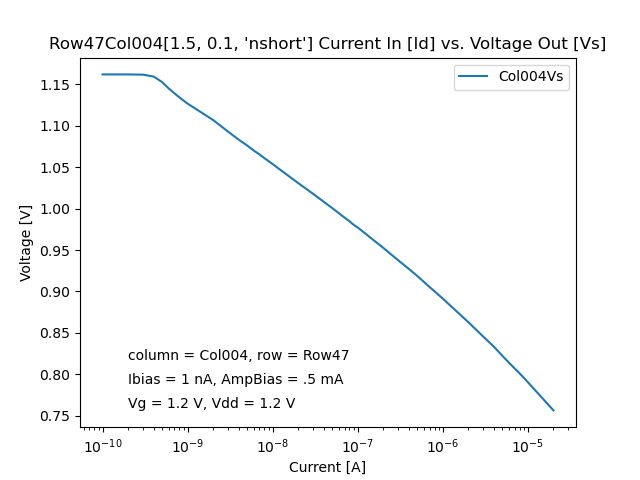 Row47Col004[1.5, 0.1, 'nshort'] Current In [Id] vs. Voltage Out [Vs]
Col004Vs
1.15
1.10
1.05
1.00
0.95
0.90
0.85
0.80
0.75
Voltage [V]
column = Col004, row = Row47
Ibias = 1 nA, AmpBias = .5 mA
Vg = 1.2 V, Vdd = 1.2 V
10⁻¹⁰ 10⁻⁹ 10⁻⁸ 10⁻⁷ 10⁻⁶ 10⁻⁵
Current [A]